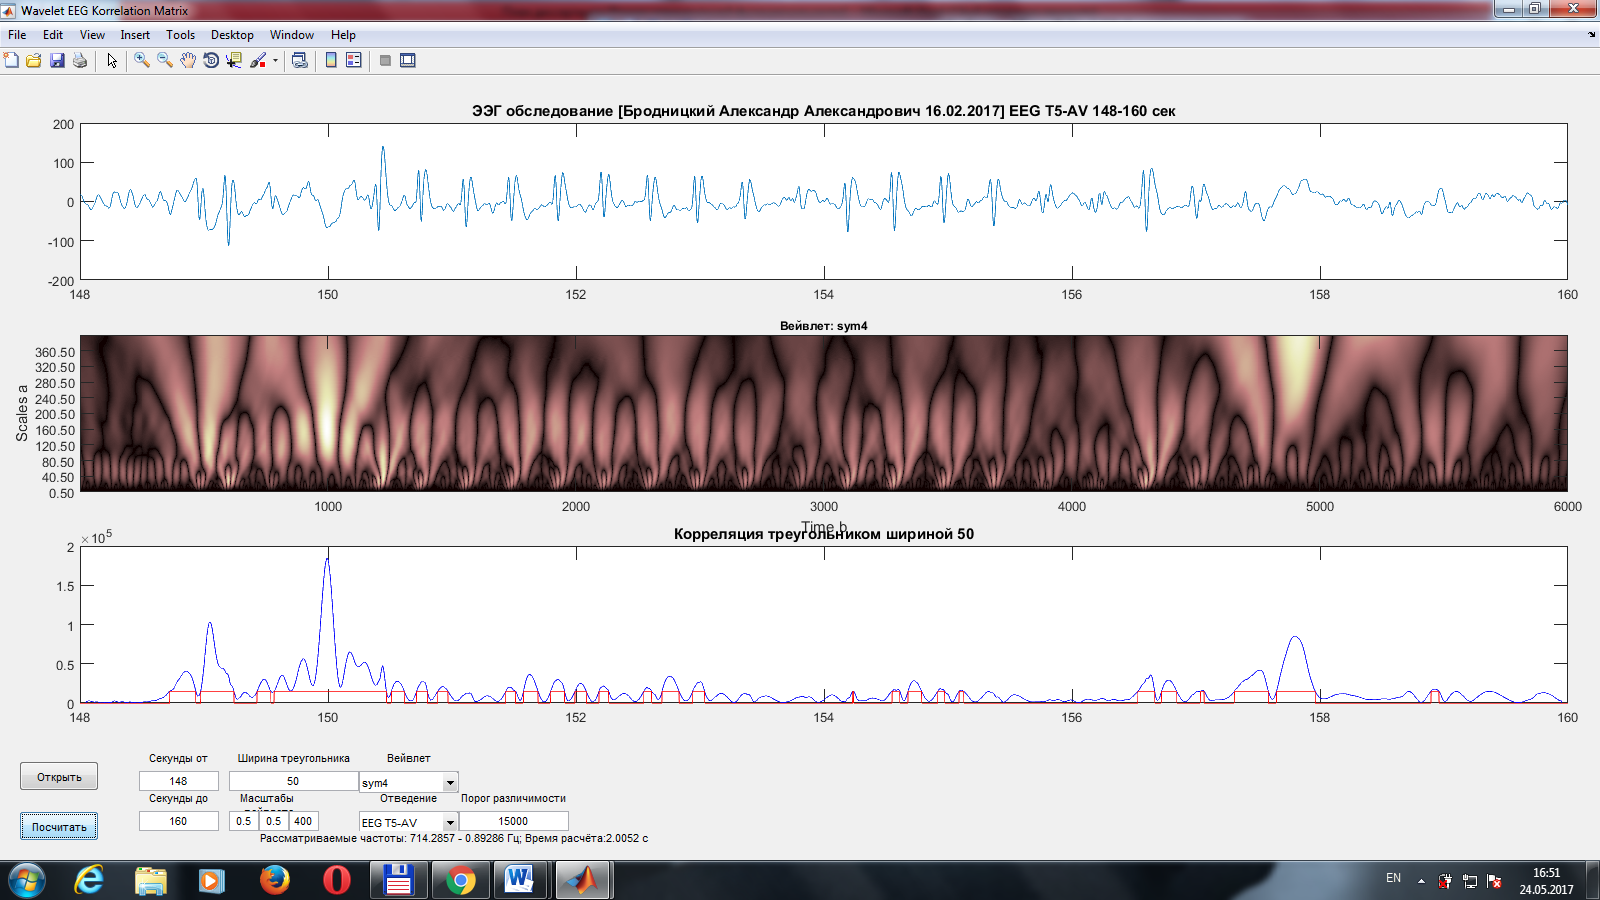 Wavelet EEG Korrelation Matrix
File Edit View Insert Tools Desktop Window Help
ЭЭГ обследование [Бродницкий Александр Александрович 16.02.2017] EEG T5-AV 148-160 сек
200
100
0
-100
-200
148 150 152 154 156 158 160
Вейвлет: sym4
Scales a
360.50
320.50
280.50
240.50
200.50
160.50
120.50
80.50
40.50
0.50
1000 2000 3000 4000 5000 6000
Time b
Корреляция треугольником шириной 50
×10^5
2
1.5
1
0.5
0
148 150 152 154 156 158 160
Секунды от Ширина треугольника Вейвлет
Открыть 148 50 sym4
Секунды до Масштабы Отведение Порог различимости
Посчитать 160 0.5 0.5 400 EEG T5-AV 15000
Рассматриваемые частоты: 714.2857 - 0.89286 Гц; Время расчёта:2.0052 с
EN 16:51
24.05.2017